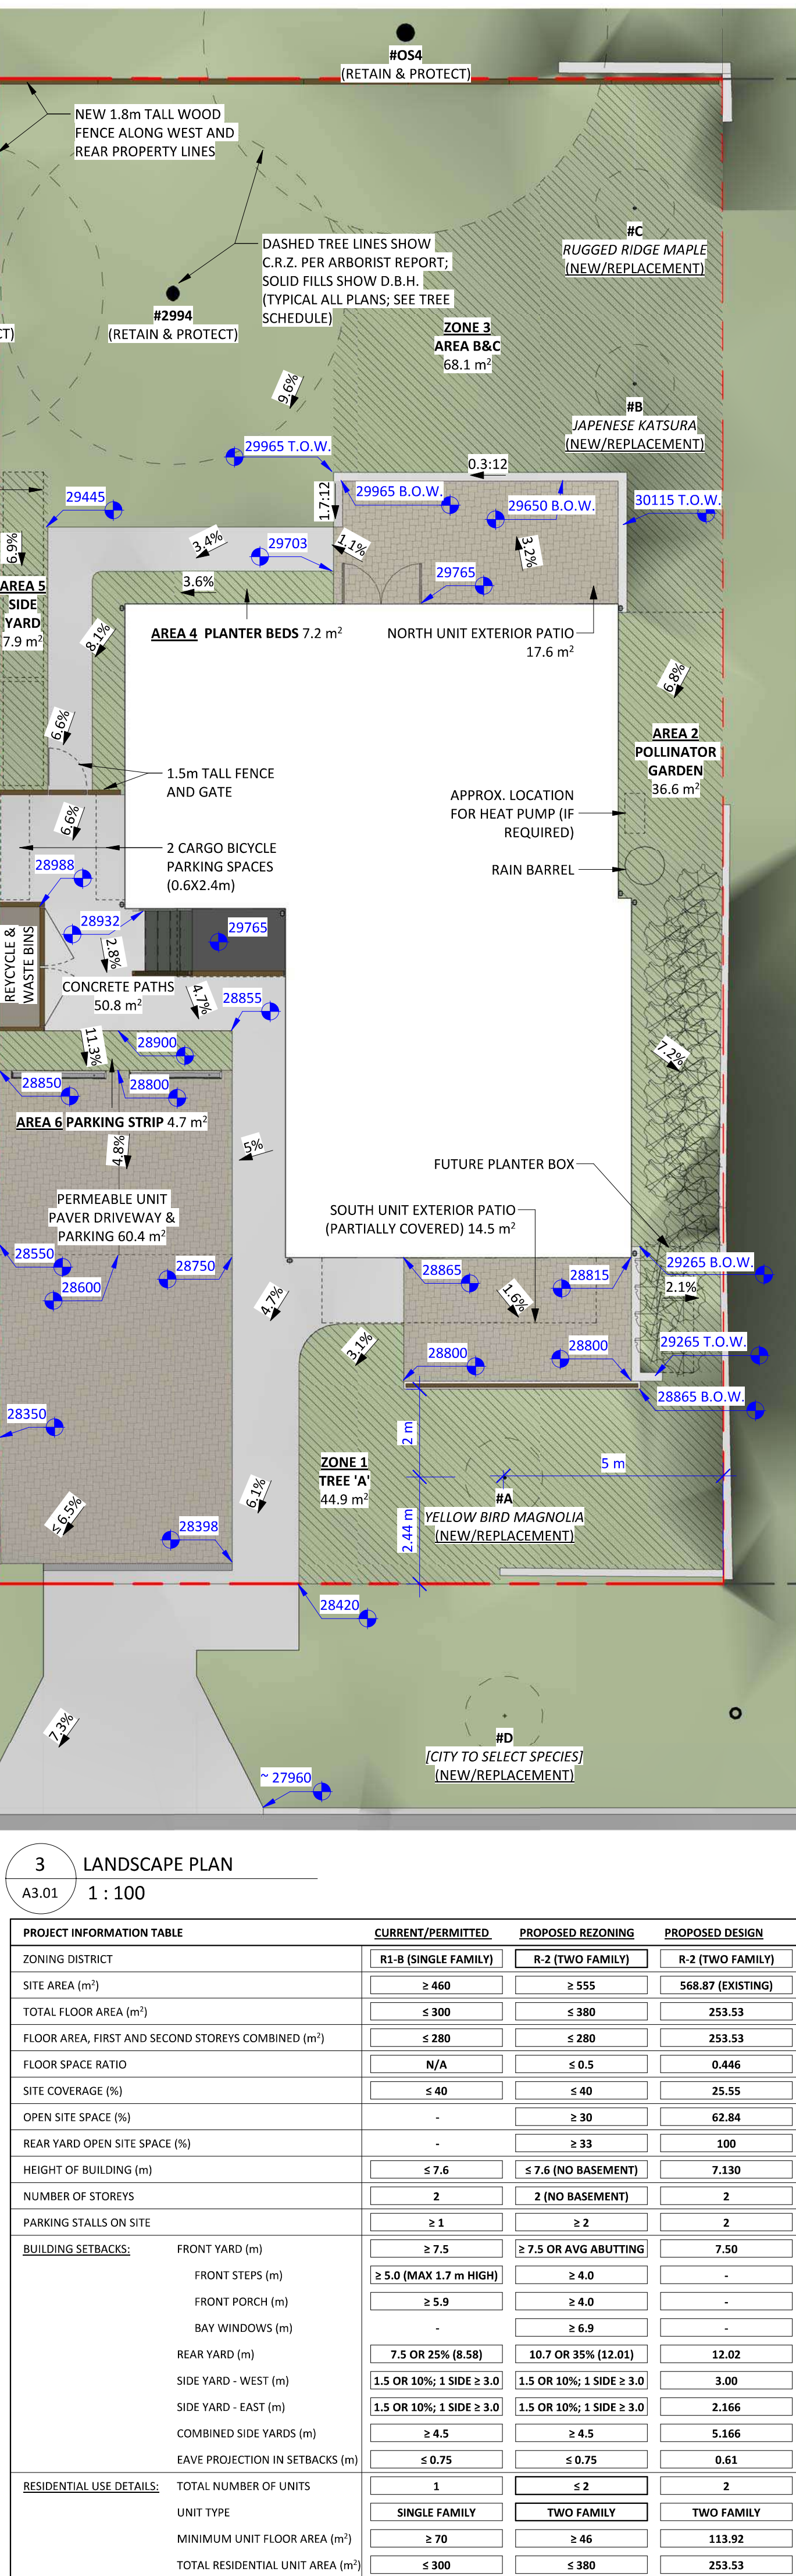 #OS4
(RETAIN & PROTECT)
NEW 1.8m TALL WOOD
FENCE ALONG WEST AND
REAR PROPERTY LINES
#C
RUGGED RIDGE MAPLE
(NEW/REPLACEMENT)
DASHED TREE LINES SHOW
C.R.Z. PER ARBORIST REPORT;
SOLID FILLS SHOW D.B.H.
(TYPICAL ALL PLANS; SEE TREE
SCHEDULE)
#2994
(RETAIN & PROTECT)
CT)
ZONE 3
AREA B&C
68.1 m²
9.6%
#B
JAPENESE KATSURA
(NEW/REPLACEMENT)
29965 T.O.W.
0.3:12
29445
29965 B.O.W.
29650 B.O.W.
30115 T.O.W.
1.7:12
6.9%
3.4%
29703
1.1%
3.2%
3.6%
29765
AREA 5
SIDE
YARD
7.9 m²
8.1%
AREA 4 PLANTER BEDS 7.2 m²
NORTH UNIT EXTERIOR PATIO
17.6 m²
6.8%
6.6%
AREA 2
POLLINATOR
GARDEN
36.6 m²
1.5m TALL FENCE
AND GATE
APPROX. LOCATION
FOR HEAT PUMP (IF
REQUIRED)
6.6%
2 CARGO BICYCLE
PARKING SPACES
(0.6X2.4m)
28988
RAIN BARREL
28932
29765
REYCYCLE &
WASTE BINS
2.8%
CONCRETE PATHS
50.8 m²
4.7%
28855
11.3%
28900
7.2%
28850
28800
AREA 6 PARKING STRIP 4.7 m²
4.8%
5%
FUTURE PLANTER BOX
PERMEABLE UNIT
PAVER DRIVEWAY &
PARKING 60.4 m²
SOUTH UNIT EXTERIOR PATIO
(PARTIALLY COVERED) 14.5 m²
28550
28750
28600
28865
28815
29265 B.O.W.
2.1%
4.7%
1.6%
3.1%
28800
28800
29265 T.O.W.
28865 B.O.W.
28350
2 m
ZONE 1
TREE 'A'
44.9 m²
5 m
6.1%
#A
YELLOW BIRD MAGNOLIA
(NEW/REPLACEMENT)
≤ 6.5%
28398
2.44 m
28420
7.3%
#D
[CITY TO SELECT SPECIES]
(NEW/REPLACEMENT)
~ 27960
3
A3.01
LANDSCAPE PLAN
1 : 100
PROJECT INFORMATION TABLE CURRENT/PERMITTED PROPOSED REZONING PROPOSED DESIGN
ZONING DISTRICT R1-B (SINGLE FAMILY) R-2 (TWO FAMILY) R-2 (TWO FAMILY)
SITE AREA (m²) ≥ 460 ≥ 555 568.87 (EXISTING)
TOTAL FLOOR AREA (m²) ≤ 300 ≤ 380 253.53
FLOOR AREA, FIRST AND SECOND STOREYS COMBINED (m²) ≤ 280 ≤ 280 253.53
FLOOR SPACE RATIO N/A ≤ 0.5 0.446
SITE COVERAGE (%) ≤ 40 ≤ 40 25.55
OPEN SITE SPACE (%) - ≥ 30 62.84
REAR YARD OPEN SITE SPACE (%) - ≥ 33 100
HEIGHT OF BUILDING (m) ≤ 7.6 ≤ 7.6 (NO BASEMENT) 7.130
NUMBER OF STOREYS 2 2 (NO BASEMENT) 2
PARKING STALLS ON SITE ≥ 1 ≥ 2 2
BUILDING SETBACKS: FRONT YARD (m) ≥ 7.5 ≥ 7.5 OR AVG ABUTTING 7.50
FRONT STEPS (m) ≥ 5.0 (MAX 1.7 m HIGH) ≥ 4.0 -
FRONT PORCH (m) ≥ 5.9 ≥ 4.0 -
BAY WINDOWS (m) - ≥ 6.9 -
REAR YARD (m) 7.5 OR 25% (8.58) 10.7 OR 35% (12.01) 12.02
SIDE YARD - WEST (m) 1.5 OR 10%; 1 SIDE ≥ 3.0 1.5 OR 10%; 1 SIDE ≥ 3.0 3.00
SIDE YARD - EAST (m) 1.5 OR 10%; 1 SIDE ≥ 3.0 1.5 OR 10%; 1 SIDE ≥ 3.0 2.166
COMBINED SIDE YARDS (m) ≥ 4.5 ≥ 4.5 5.166
EAVE PROJECTION IN SETBACKS (m) ≤ 0.75 ≤ 0.75 0.61
RESIDENTIAL USE DETAILS: TOTAL NUMBER OF UNITS 1 ≤ 2 2
UNIT TYPE SINGLE FAMILY TWO FAMILY TWO FAMILY
MINIMUM UNIT FLOOR AREA (m²) ≥ 70 ≥ 46 113.92
TOTAL RESIDENTIAL UNIT AREA (m²) ≤ 300 ≤ 380 253.53